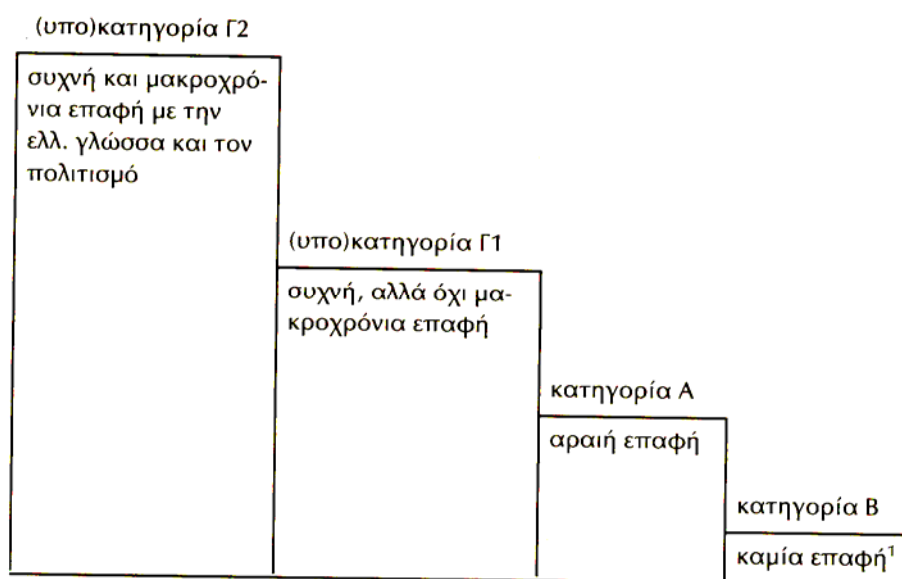 (υπο)κατηγορία Γ2
συχνή και μακροχρό-
νια επαφή με την
ελλ. γλώσσα και τον
πολιτισμό
(υπο)κατηγορία Γ1
συχνή, αλλά όχι μα-
κροχρόνια επαφή
κατηγορία Α
αραιή επαφή
κατηγορία Β
καμία επαφή¹